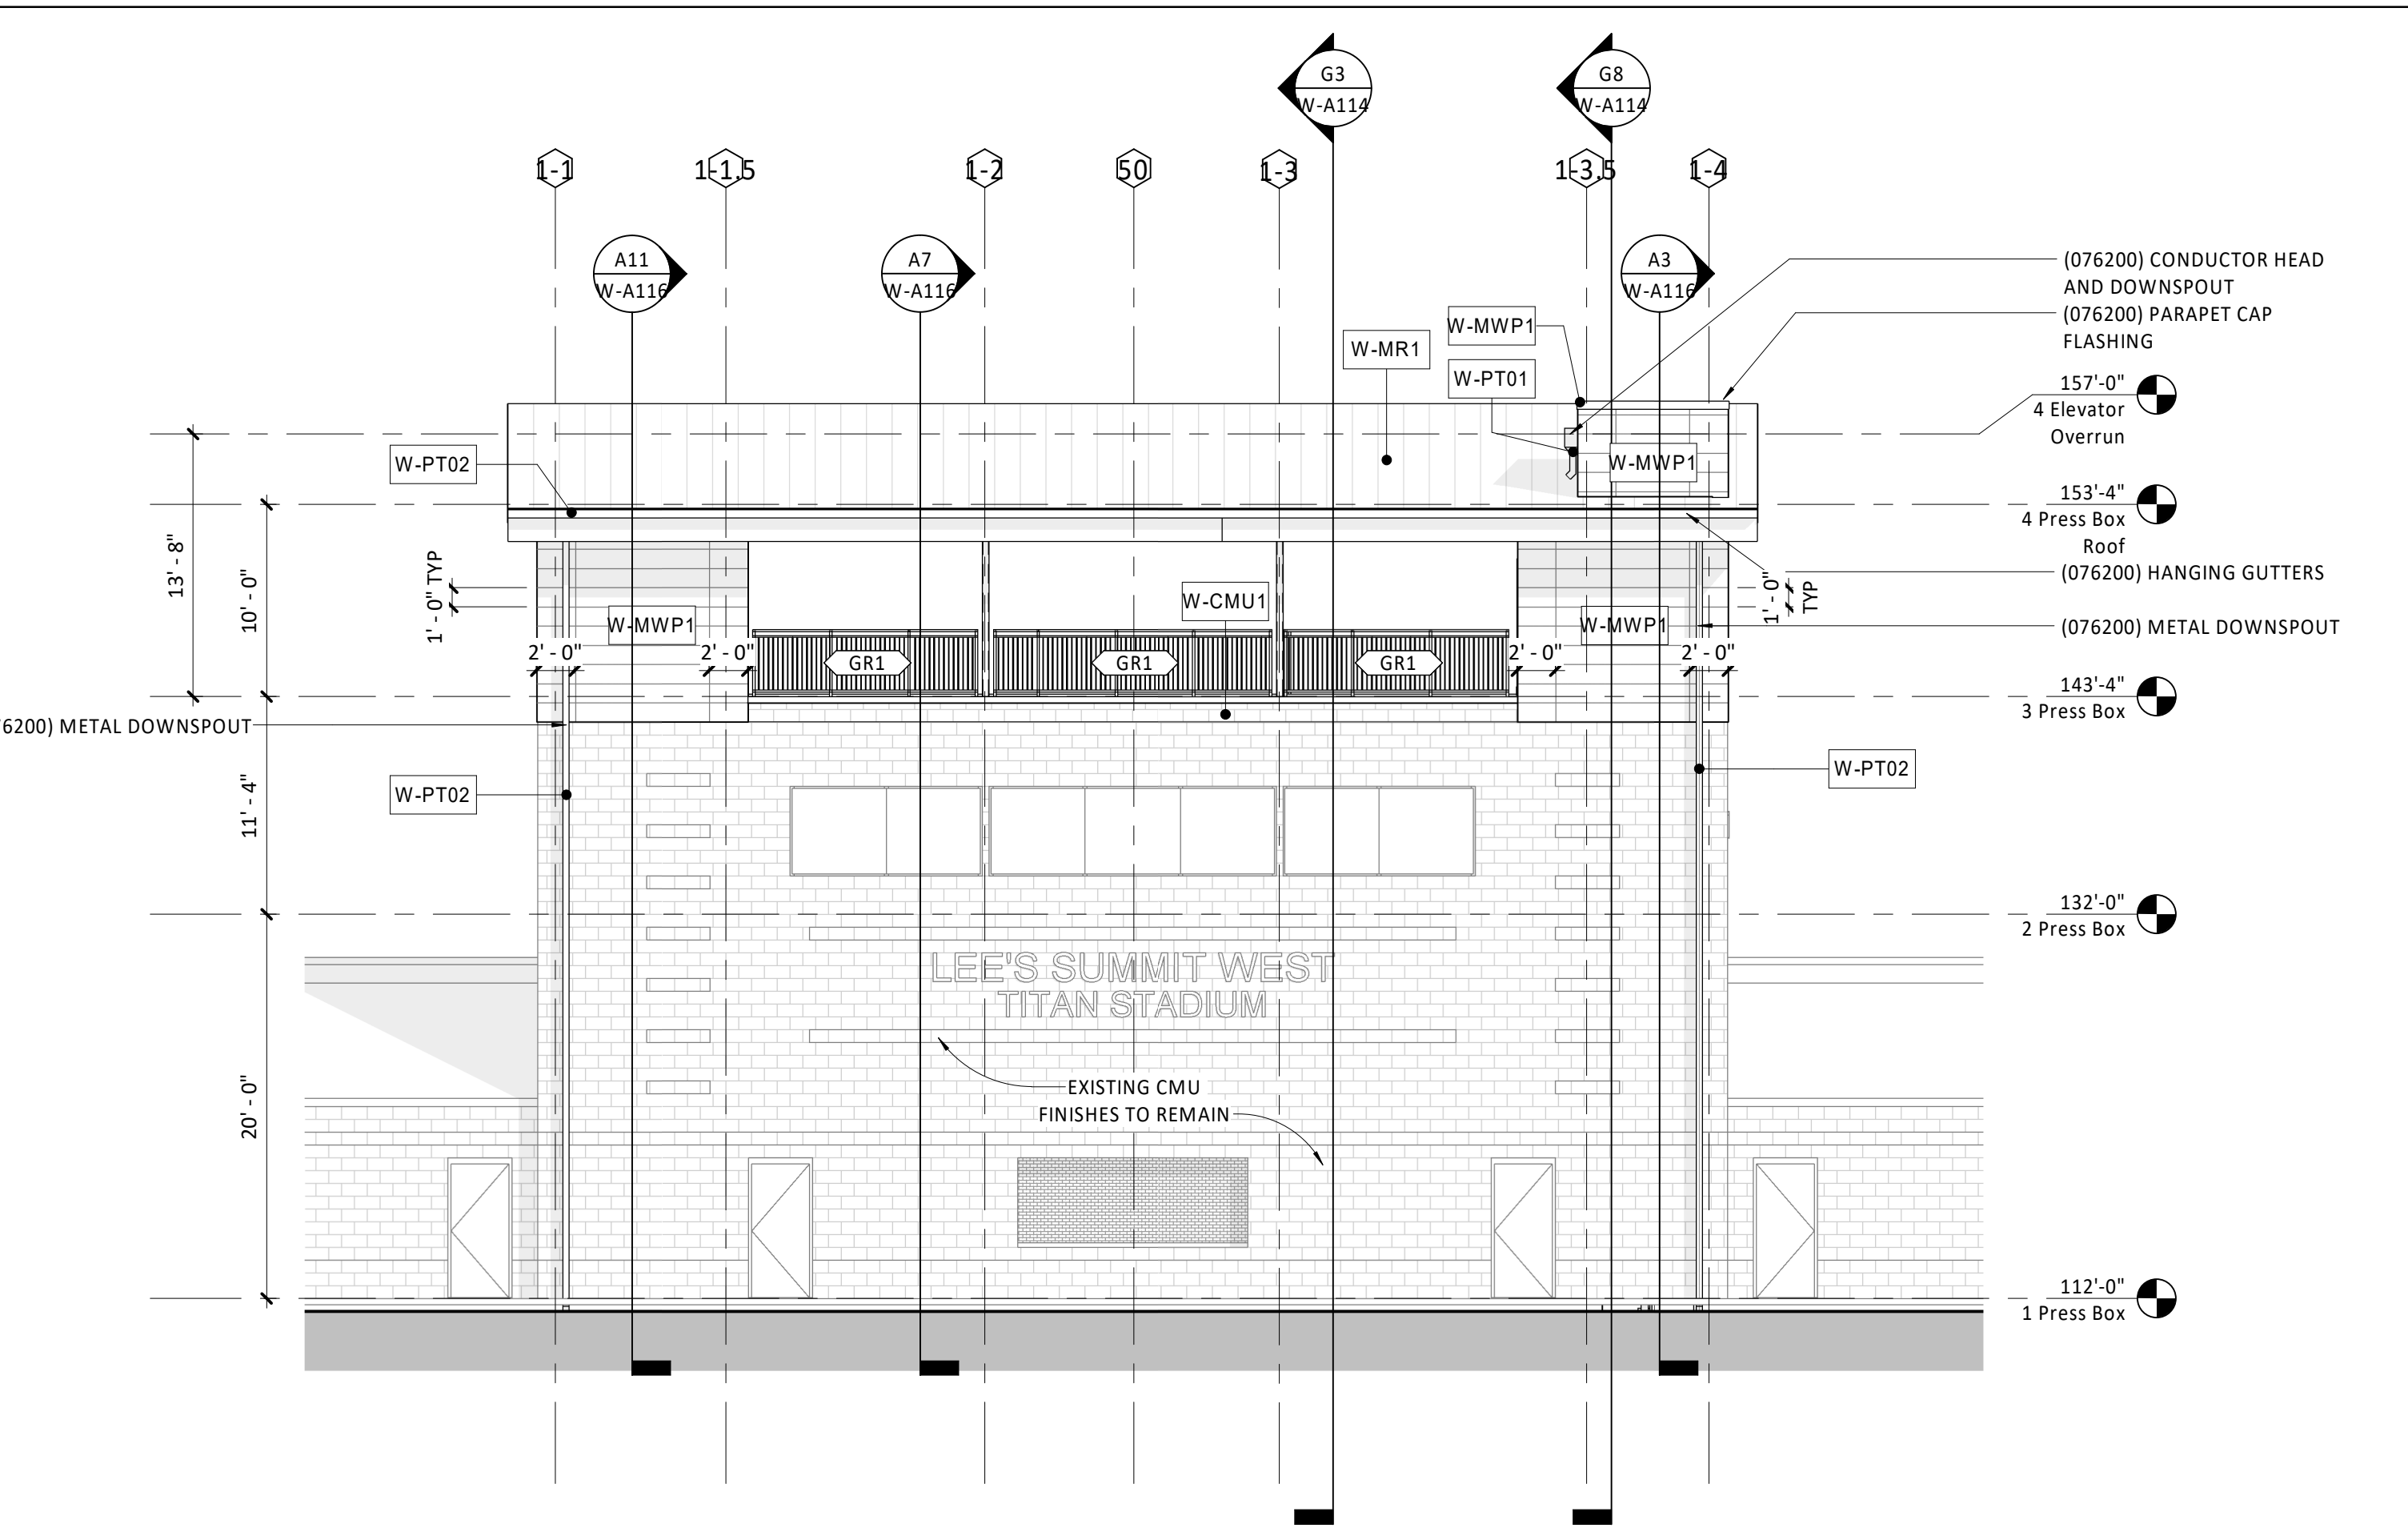 G3
W-A114
G8
W-A114
1-1
1-1.5
1-2
50
1-3
1-3.5
1-4
A11
W-A116
A7
W-A116
A3
W-A116
(076200) CONDUCTOR HEAD
AND DOWNSPOUT
(076200) PARAPET CAP
FLASHING
W-MWP1
W-MR1
W-PT01
157'-0"
4 Elevator
Overrun
W-PT02
W-MWP1
153'-4"
4 Press Box
Roof
13' - 8"
10' - 0"
1' - 0" TYP
W-CMU1
1' - 0"
TYP
(076200) HANGING GUTTERS
W-MWP1
W-MWP1
(076200) METAL DOWNSPOUT
2' - 0"
2' - 0"
GR1
GR1
GR1
2' - 0"
2' - 0"
143'-4"
3 Press Box
6200) METAL DOWNSPOUT
W-PT02
W-PT02
11' - 4"
132'-0"
2 Press Box
LEE'S SUMMIT WEST
TITAN STADIUM
EXISTING CMU
FINISHES TO REMAIN
20' - 0"
112'-0"
1 Press Box